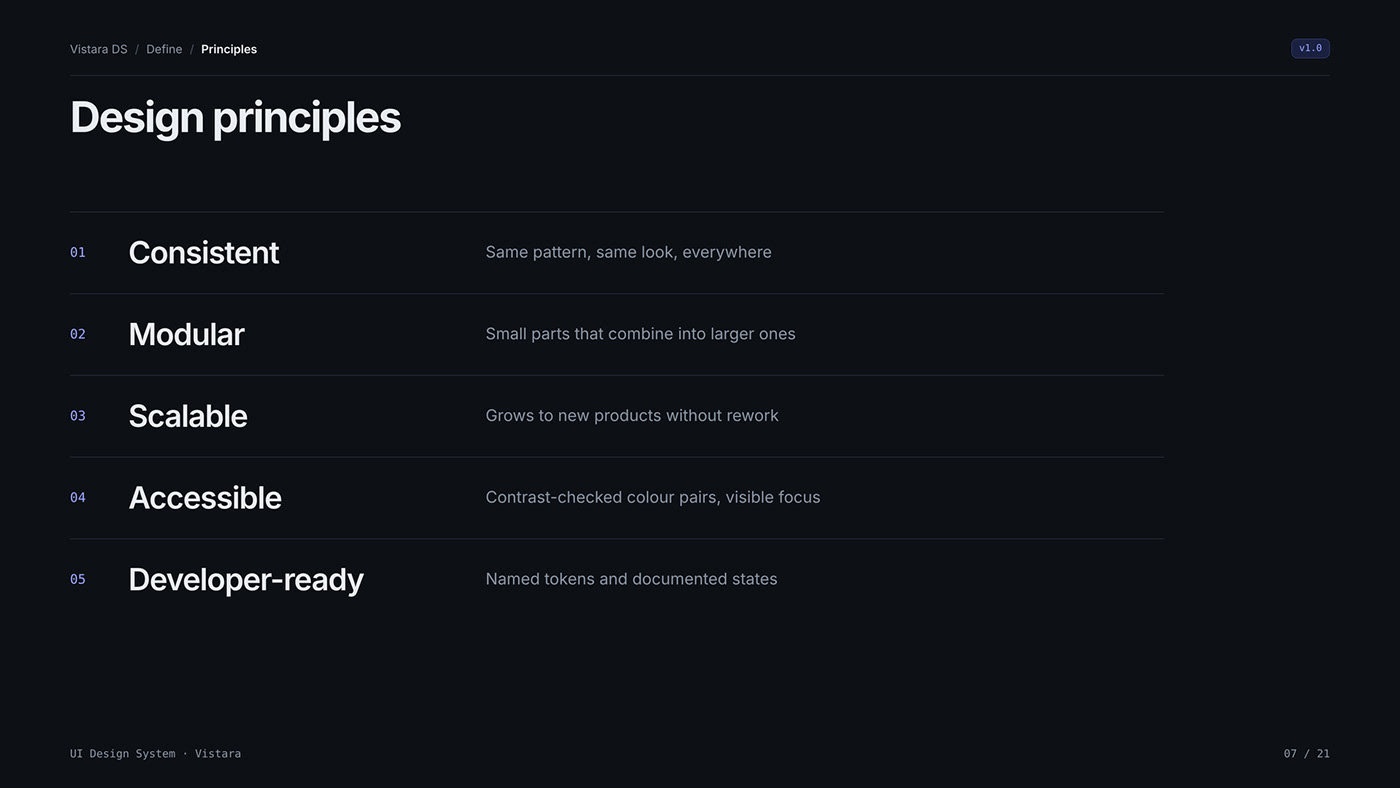 Vistara DS / Define / Principles
v1.0
Design principles
01 Consistent Same pattern, same look, everywhere
02 Modular Small parts that combine into larger ones
03 Scalable Grows to new products without rework
04 Accessible Contrast-checked colour pairs, visible focus
05 Developer-ready Named tokens and documented states
UI Design System · Vistara
07 / 21